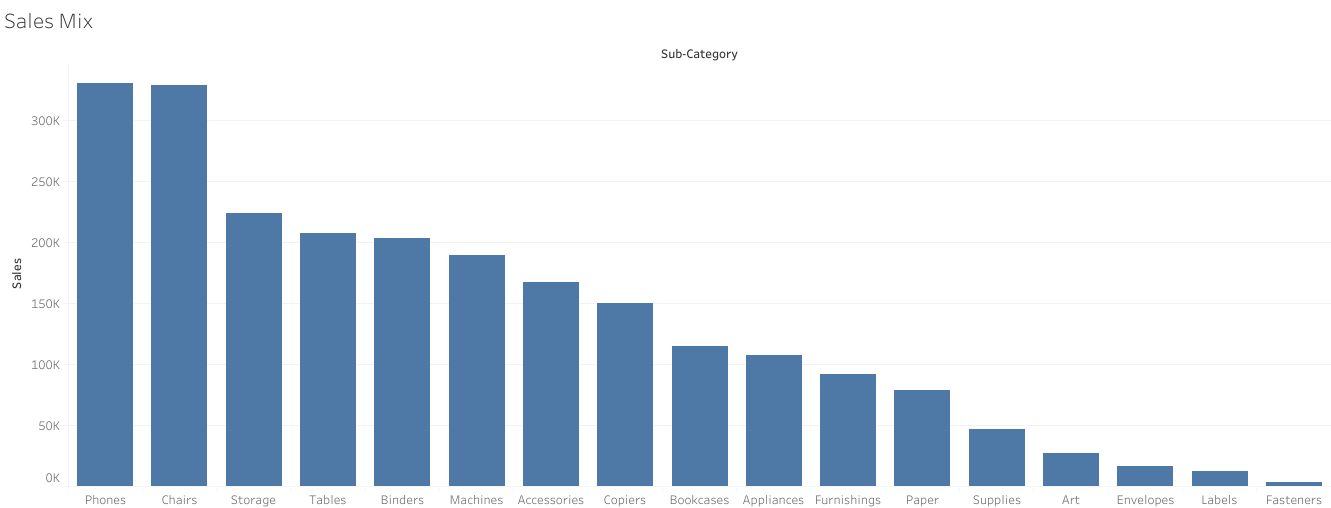 Sales Mix
Sub-Category
Sales
300K
250K
200K
150K
100K
50K
0K
Phones Chairs Storage Tables Binders Machines Accessories Copiers Bookcases Appliances Furnishings Paper Supplies Art Envelopes Labels Fasteners